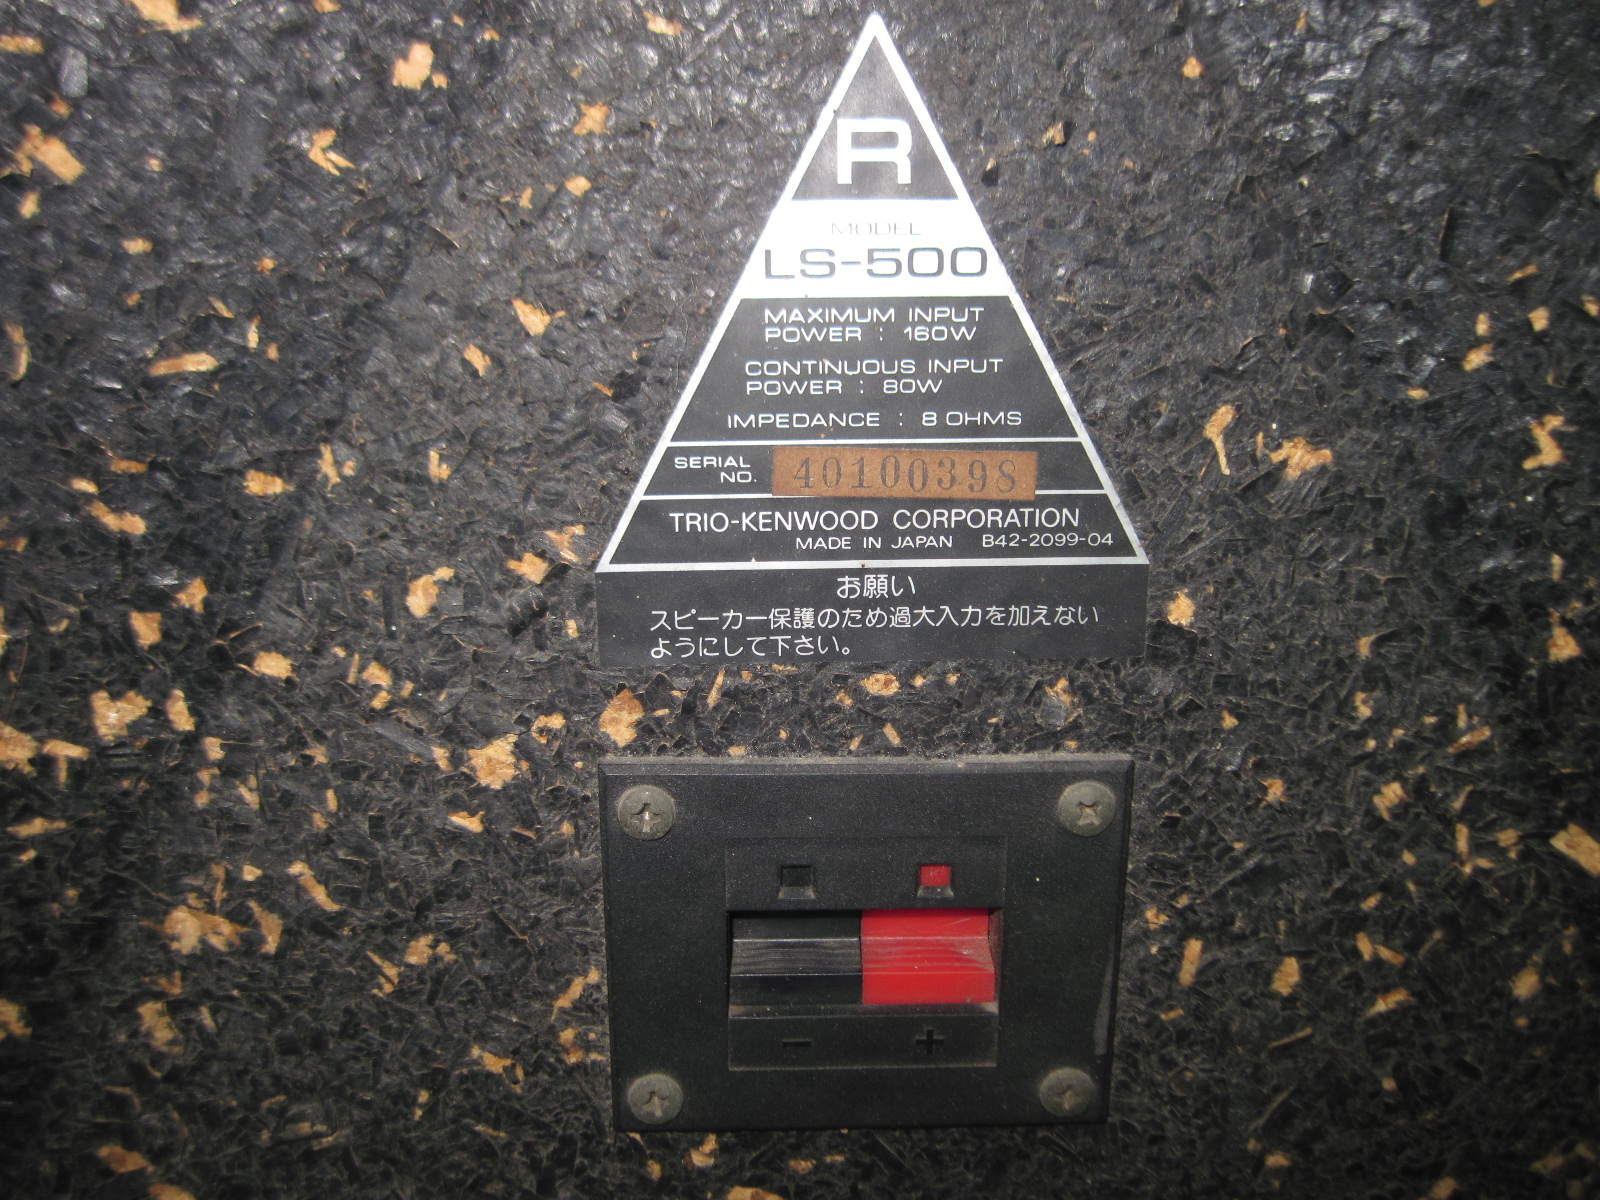 R
MODEL
LS-500
MAXIMUM INPUT
POWER : 160W
CONTINUOUS INPUT
POWER : 80W
IMPEDANCE : 8 OHMS
SERIAL
NO. 40100398
TRIO-KENWOOD CORPORATION
MADE IN JAPAN B42-2099-04
お願い
スピーカー保護のため過大入力を加えない
ようにして下さい。
− +